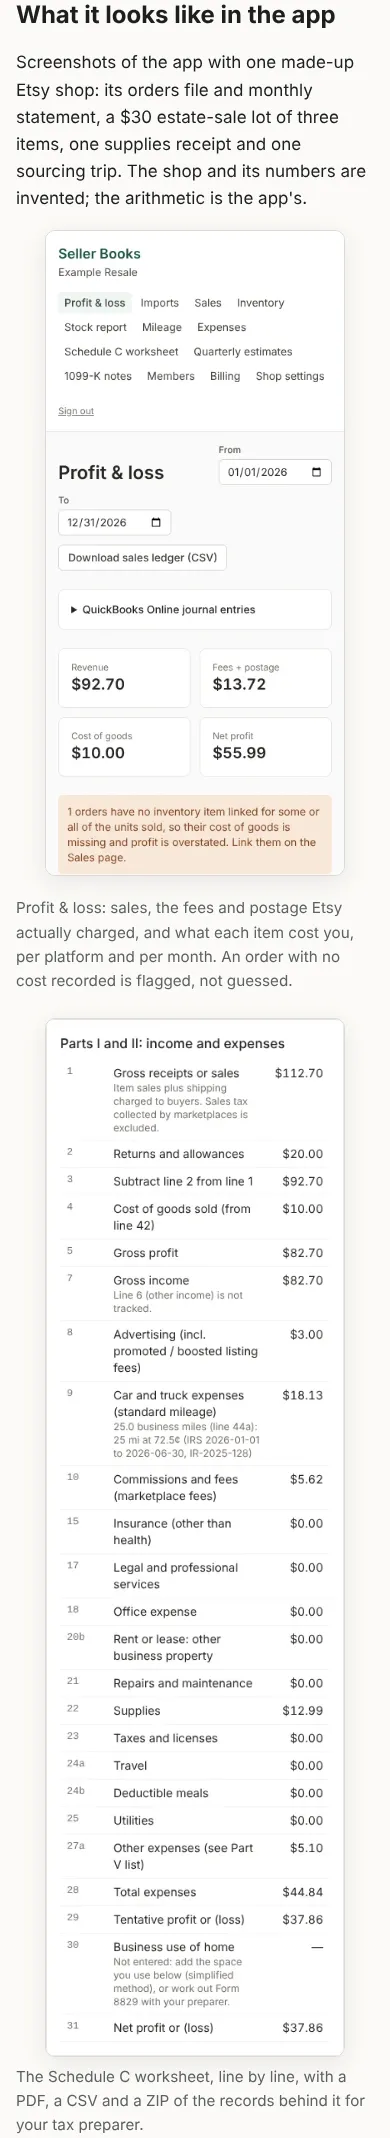 What it looks like in the app
Screenshots of the app with one made-up
Etsy shop: its orders file and monthly
statement, a $30 estate-sale lot of three
items, one supplies receipt and one
sourcing trip. The shop and its numbers are
invented; the arithmetic is the app's.
Seller Books
Example Resale
Profit & loss Imports Sales Inventory
Stock report Mileage Expenses
Schedule C worksheet Quarterly estimates
1099-K notes Members Billing Shop settings
Sign out
From
Profit & loss 01/01/2026
To
12/31/2026
Download sales ledger (CSV)
▶ QuickBooks Online journal entries
Revenue Fees + postage
$92.70 $13.72
Cost of goods Net profit
$10.00 $55.99
1 orders have no inventory item linked for some or
all of the units sold, so their cost of goods is
missing and profit is overstated. Link them on the
Sales page.
Profit & loss: sales, the fees and postage Etsy
actually charged, and what each item cost you,
per platform and per month. An order with no
cost recorded is flagged, not guessed.
Parts I and II: income and expenses
1 Gross receipts or sales $112.70
Item sales plus shipping
charged to buyers. Sales tax
collected by marketplaces is
excluded.
2 Returns and allowances $20.00
3 Subtract line 2 from line 1 $92.70
4 Cost of goods sold (from $10.00
line 42)
5 Gross profit $82.70
7 Gross income $82.70
Line 6 (other income) is not
tracked.
8 Advertising (incl. $3.00
promoted / boosted listing
fees)
9 Car and truck expenses $18.13
(standard mileage)
25.0 business miles (line 44a):
25 mi at 72.5¢ (IRS 2026-01-01
to 2026-06-30, IR-2025-128)
10 Commissions and fees $5.62
(marketplace fees)
15 Insurance (other than $0.00
health)
17 Legal and professional $0.00
services
18 Office expense $0.00
20b Rent or lease: other $0.00
business property
21 Repairs and maintenance $0.00
22 Supplies $12.99
23 Taxes and licenses $0.00
24a Travel $0.00
24b Deductible meals $0.00
25 Utilities $0.00
27a Other expenses (see Part $5.10
V list)
28 Total expenses $44.84
29 Tentative profit or (loss) $37.86
30 Business use of home —
Not entered: add the space
you use below (simplified
method), or work out Form
8829 with your preparer.
31 Net profit or (loss) $37.86
The Schedule C worksheet, line by line, with a
PDF, a CSV and a ZIP of the records behind it for
your tax preparer.